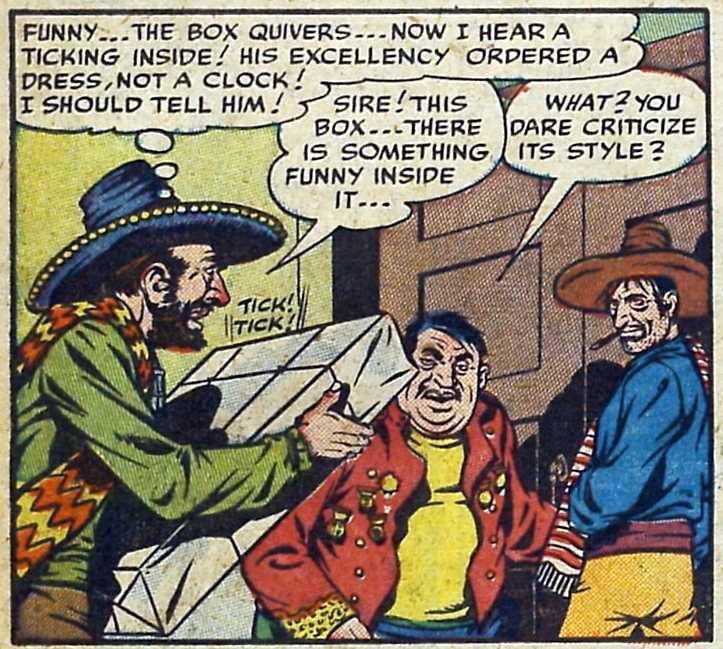 FUNNY---THE BOX QUIVERS---NOW I HEAR A
TICKING INSIDE! HIS EXCELLENCY ORDERED A
DRESS, NOT A CLOCK!
I SHOULD TELL HIM!
SIRE! THIS
BOX---THERE
IS SOMETHING
FUNNY INSIDE
IT---
WHAT? YOU
DARE CRITICIZE
ITS STYLE?
TICK!
TICK!